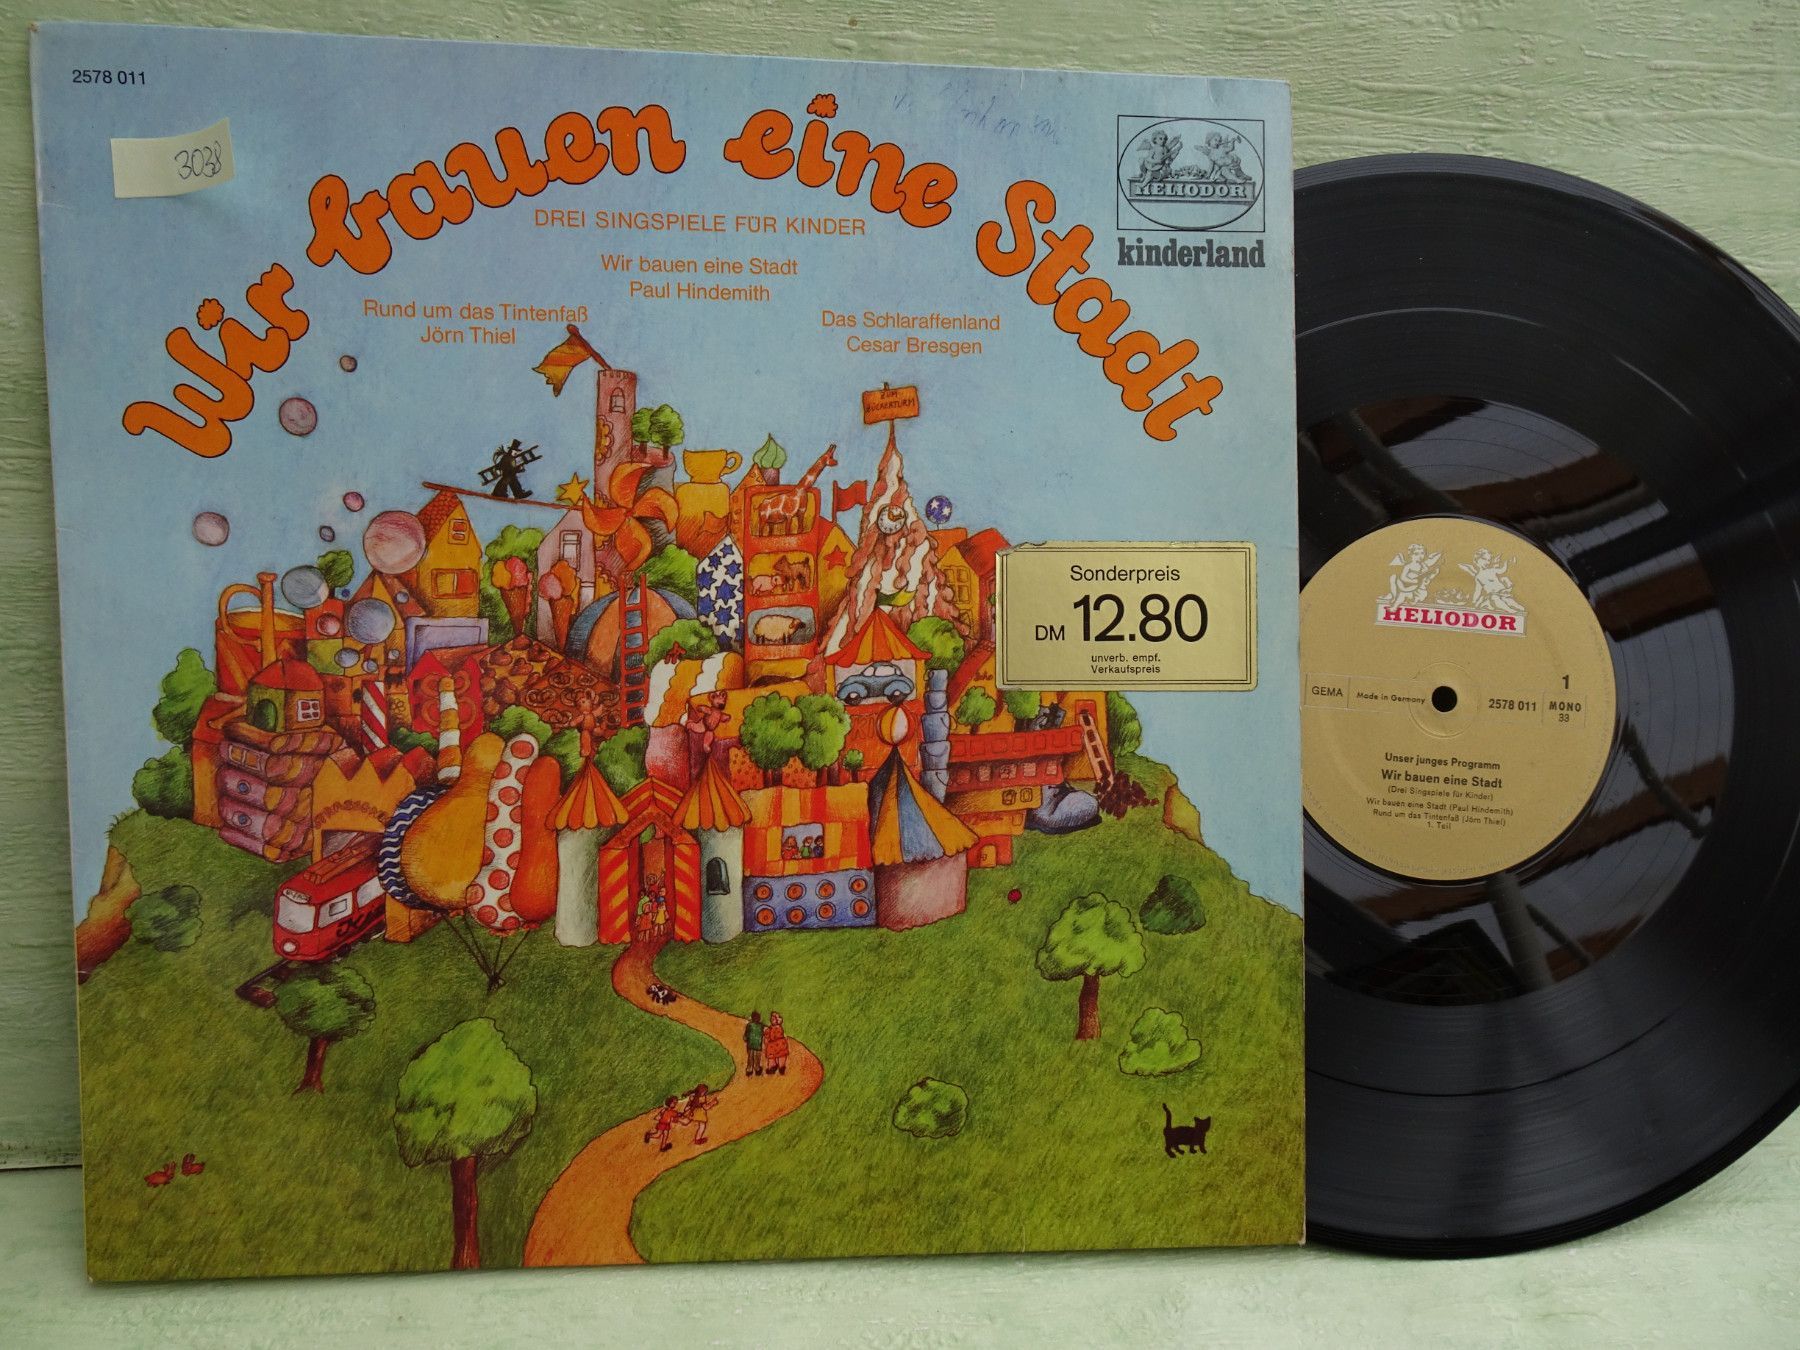 2578 011
3038
Wir bauen eine Stadt
DREI SINGSPIELE FÜR KINDER
Wir bauen eine Stadt
Paul Hindemith
Rund um das Tintenfaß
Jörn Thiel
Das Schlaraffenland
Cesar Bresgen
HELIODOR
kinderland
ZUM
ZUCKERTURM
Sonderpreis
DM 12.80
unverb. empf.
Verkaufspreis
HELIODOR
GEMA
Made in Germany
2578 011
1
MONO
33
Unser junges Programm
Wir bauen eine Stadt
(Drei Singspiele für Kinder)
Wir bauen eine Stadt (Paul Hindemith)
Rund um das Tintenfaß (Jörn Thiel)
1. Teil